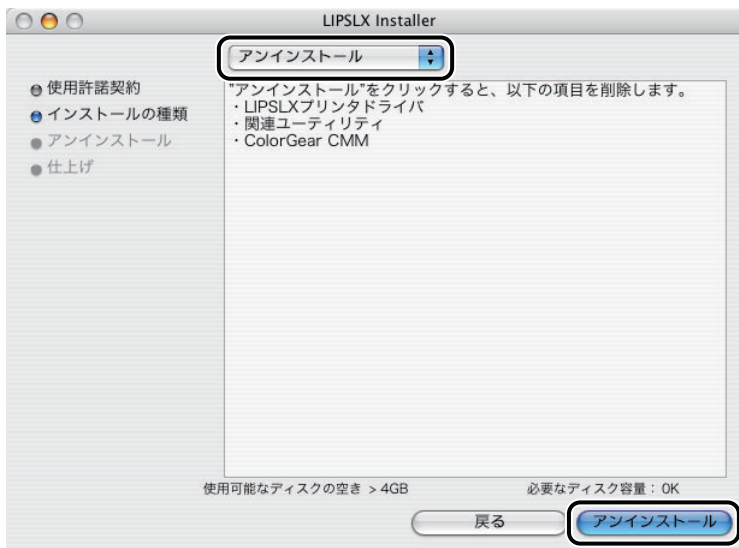 LIPSLX Installer
アンインストール
使用許諾契約
インストールの種類
アンインストール
仕上げ
"アンインストール"をクリックすると、以下の項目を削除します。
・LIPSLXプリンタドライバ
・関連ユーティリティ
・ColorGear CMM
使用可能なディスクの空き > 4GB
必要なディスク容量： 0K
戻る
アンインストール